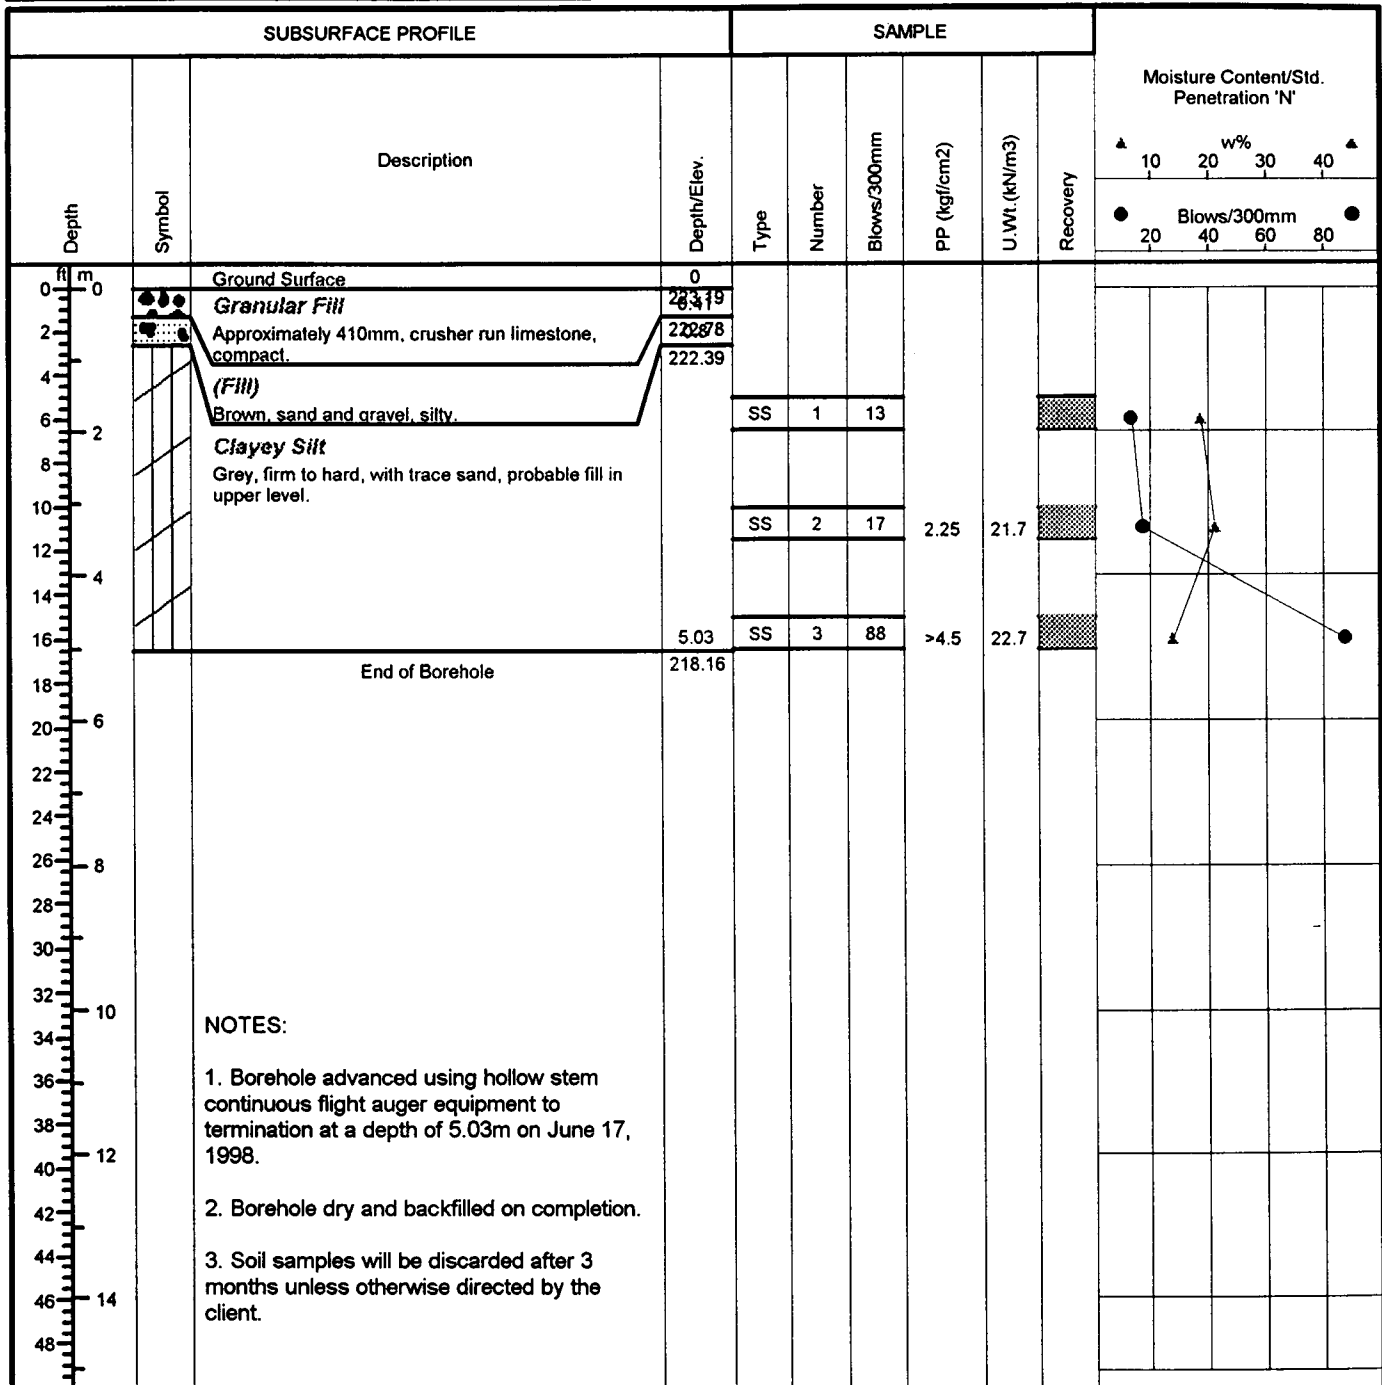 SUBSURFACE PROFILE
SAMPLE
Moisture Content/Std.
Penetration 'N'
w%
10 20 30 40
Blows/300mm
20 40 60 80
Depth
Symbol
Description
Depth/Elev.
Type
Number
Blows/300mm
PP (kgf/cm2)
U.Wt.(kN/m3)
Recovery
ft m
0 0
2
4
6 2
8
10
12
14 4
16
18
20 6
22
24
26 8
28
30
32
34 10
36
38
40 12
42
44
46 14
48
Ground Surface 0
223.19
Granular Fill 0.41
Approximately 410mm, crusher run limestone, 222.78
compact. 0.8
222.39
(Fill)
Brown, sand and gravel, silty.
SS 1 13
Clayey Silt
Grey, firm to hard, with trace sand, probable fill in
upper level.
SS 2 17 2.25 21.7
5.03 SS 3 88 >4.5 22.7
End of Borehole 218.16
NOTES:
1. Borehole advanced using hollow stem
continuous flight auger equipment to
termination at a depth of 5.03m on June 17,
1998.
2. Borehole dry and backfilled on completion.
3. Soil samples will be discarded after 3
months unless otherwise directed by the
client.